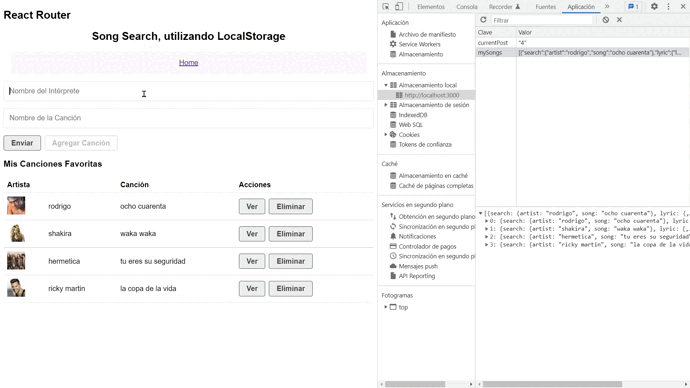 React Router
Song Search, utilizando LocalStorage
Home
Nombre del Intérprete
Nombre de la Canción
Enviar Agregar Canción
Mis Canciones Favoritas
Artista Canción Acciones
rodrigo ocho cuarenta Ver Eliminar
shakira waka waka Ver Eliminar
hermetica tu eres su seguridad Ver Eliminar
ricky martin la copa de la vida Ver Eliminar
Elementos Consola Recorder Fuentes Aplicación 1
Aplicación
Archivo de manifiesto
Service Workers
Almacenamiento
Almacenamiento
Almacenamiento local
http://localhost:3000
Almacenamiento de sesión
IndexedDB
Web SQL
Cookies
Tokens de confianza
Caché
Almacenamiento en caché
Caché de páginas completas
Servicios en segundo plano
Obtención en segundo plano
Sincronización en segundo pl
Notificaciones
Controlador de pagos
Sincronización en segundo pl
Mensajes push
API Reporting
Fotogramas
top
Filtrar
Clave Valor
currentPost "4"
mySongs [{"search":{"artist":"rodrigo","song":"ocho cuarenta"},"lyric":{"l...
[{search: {artist: "rodrigo", song: "ocho cuarenta"}, lyric: {,
0: {search: {artist: "rodrigo", song: "ocho cuarenta"},
1: {search: {artist: "shakira", song: "waka waka"}, lyric: {,
2: {search: {artist: "hermetica", song: "tu eres su seguridad"
3: {search: {artist: "ricky martin", song: "la copa de la vida